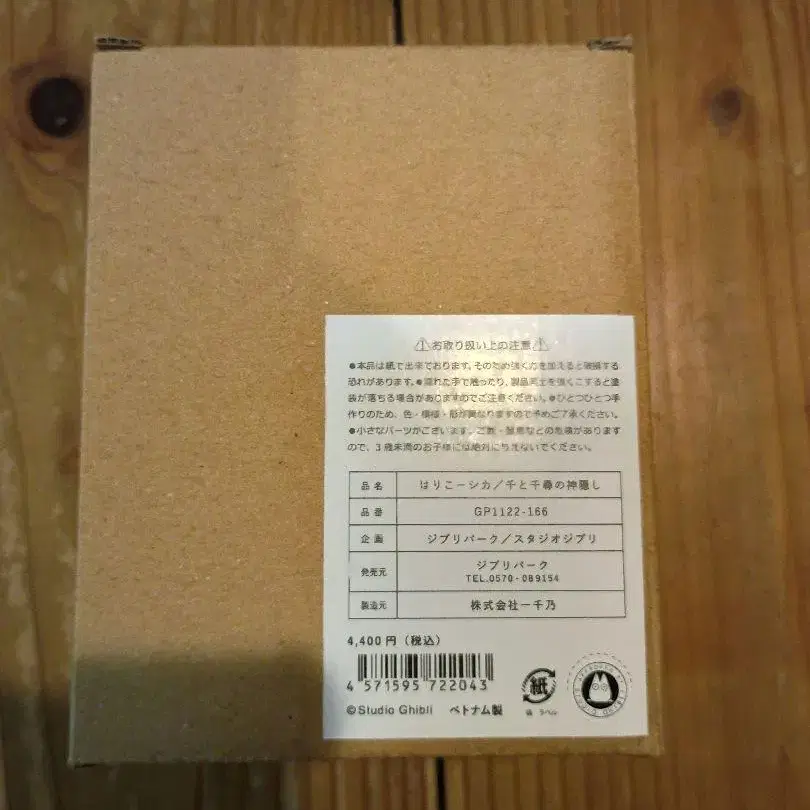 お取り扱い上の注意
●本品は紙で出来ております。そのため強く力を加えると破損する
恐れがあります。●濡れた手で触ったり、製品同士を強くこすると塗
装が落ちる場合がありますのでご注意ください。●ひとつひとつ手
作りのため、色・模様・形が異なりますので予めご了承ください。
●小さなパーツがございます。誤飲・窒息などの危険があります
ので、3歳未満のお子様には絶対に与えないでください。
品名 はりこーシカ/千と千尋の神隠し
品番 GP1122-166
企画 ジブリパーク/スタジオジブリ
発売元 ジブリパーク
TEL.0570-089154
製造元 株式会社一千乃
4,400円(税込)
4 571595 722043
©Studio Ghibli ベトナム製
紙